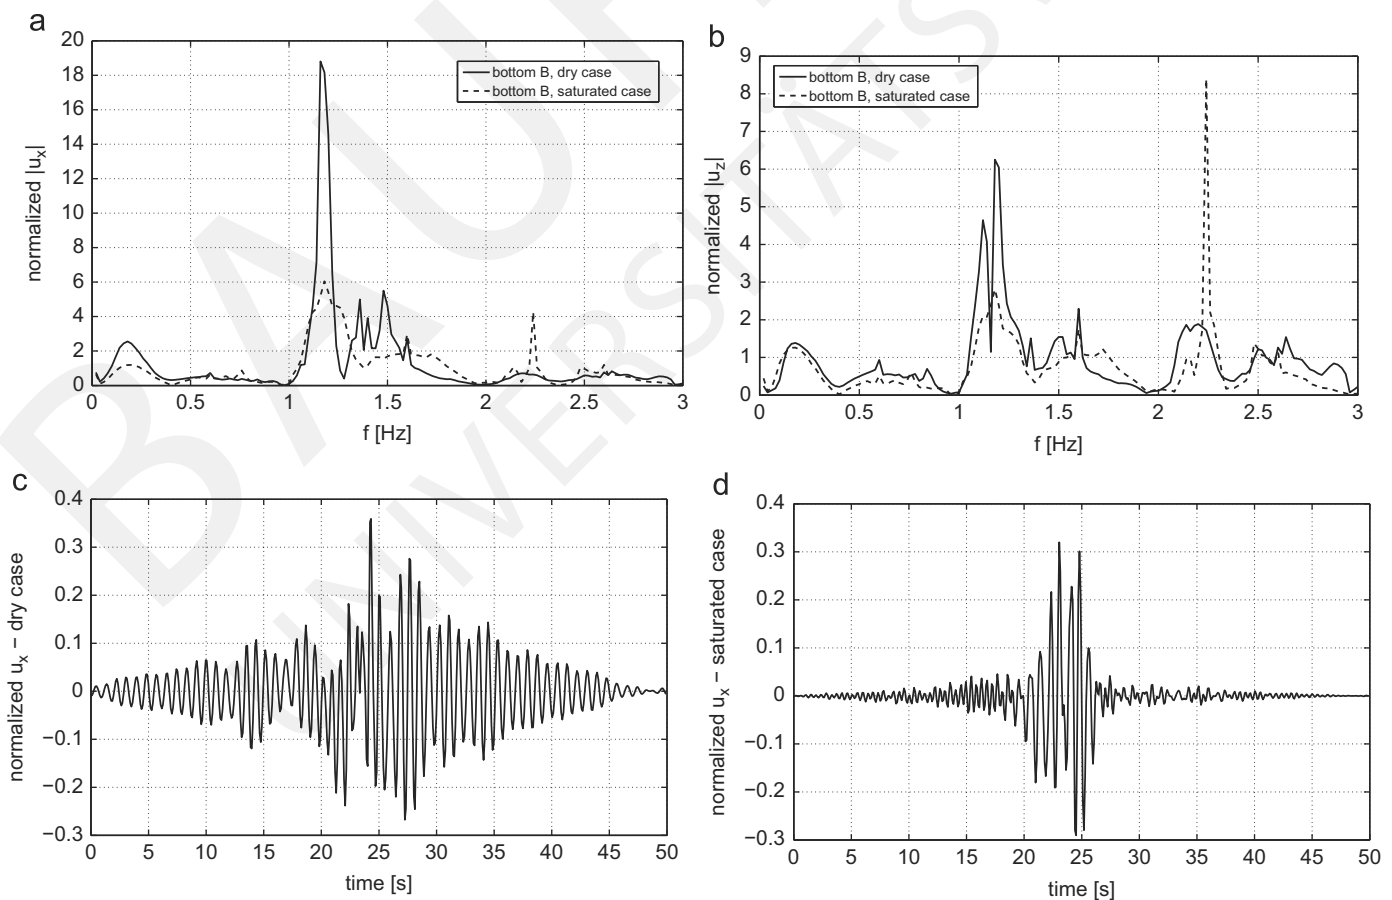 a
20
18
16
14
12
10
8
6
4
2
0
normalized |uₓ|
bottom B, dry case
bottom B, saturated case
0 0.5 1 1.5 2 2.5 3
f [Hz]
b
9
8
7
6
5
4
3
2
1
0
normalized |u_z|
bottom B, dry case
bottom B, saturated case
0 0.5 1 1.5 2 2.5 3
f [Hz]
c
0.4
0.3
0.2
0.1
0
−0.1
−0.2
−0.3
normalized uₓ − dry case
0 5 10 15 20 25 30 35 40 45 50
time [s]
d
0.4
0.3
0.2
0.1
0
−0.1
−0.2
−0.3
normalized uₓ − saturated case
0 5 10 15 20 25 30 35 40 45 50
time [s]
BAU
UNIVERSITÄTS